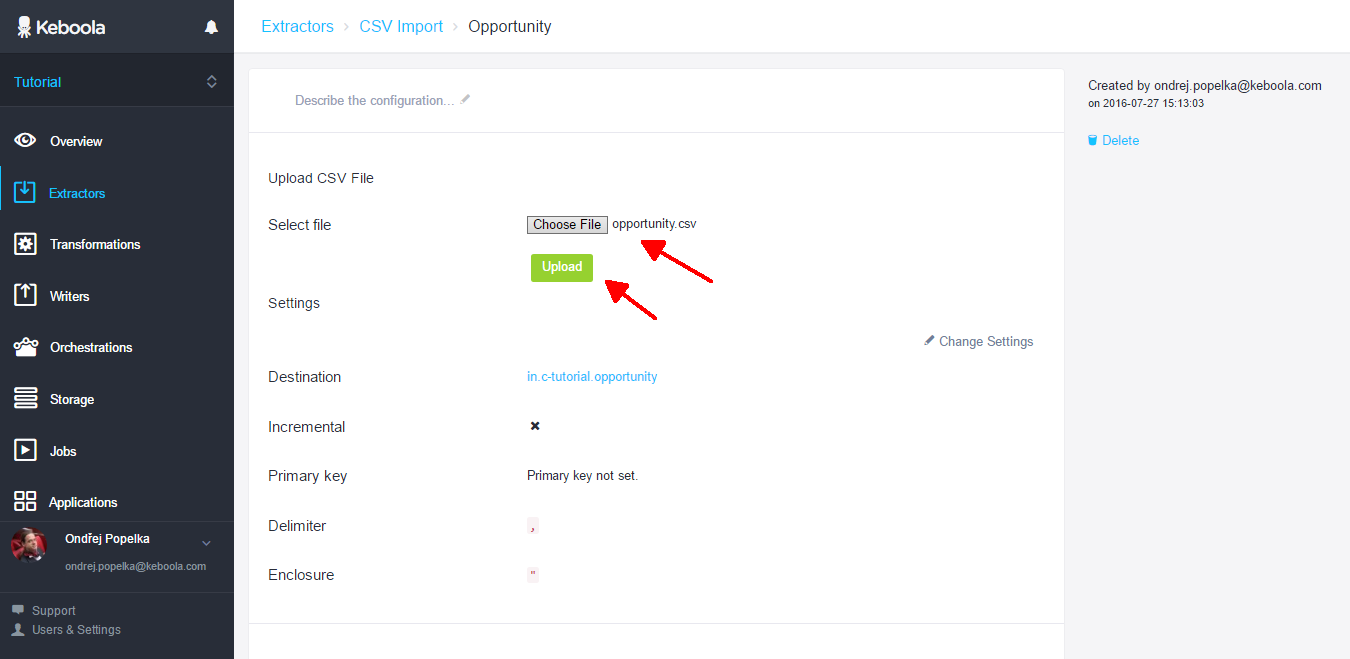 Keboola
Tutorial
Overview
Extractors
Transformations
Writers
Orchestrations
Storage
Jobs
Applications
Ondřej Popelka
ondrej.popelka@keboola.com
Support
Users & Settings
Extractors › CSV Import › Opportunity
Describe the configuration...
Upload CSV File
Select file Choose File opportunity.csv
Upload
Settings
Change Settings
Destination in.c-tutorial.opportunity
Incremental ✖
Primary key Primary key not set.
Delimiter ,
Enclosure "
Created by ondrej.popelka@keboola.com
on 2016-07-27 15:13:03
Delete